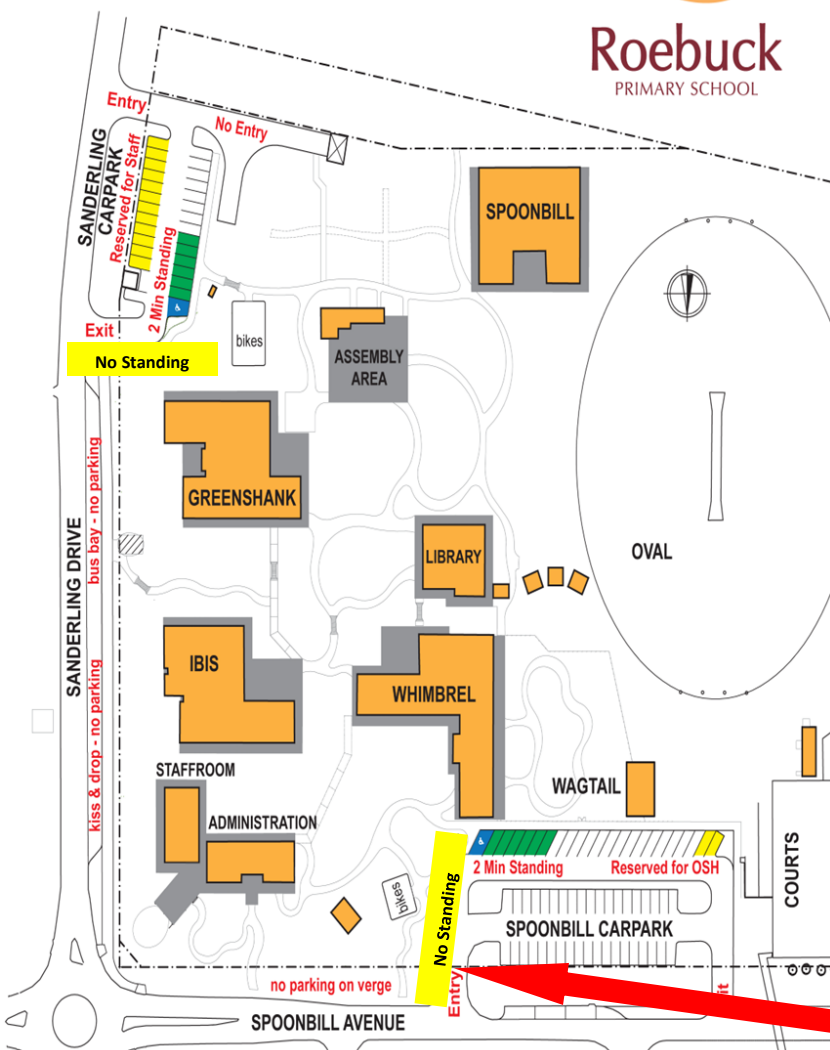 Roebuck
PRIMARY SCHOOL
Entry
No Entry
SANDERLING
CARPARK
Reserved for Staff
2 Min Standing
Exit
No Standing
bikes
SPOONBILL
ASSEMBLY
AREA
GREENSHANK
bus bay - no parking
SANDERLING DRIVE
LIBRARY
OVAL
IBIS
WHIMBREL
kiss & drop - no parking
STAFFROOM
ADMINISTRATION
WAGTAIL
2 Min Standing
Reserved for OSH
COURTS
bikes
No Standing
SPOONBILL CARPARK
no parking on verge
Entry
SPOONBILL AVENUE